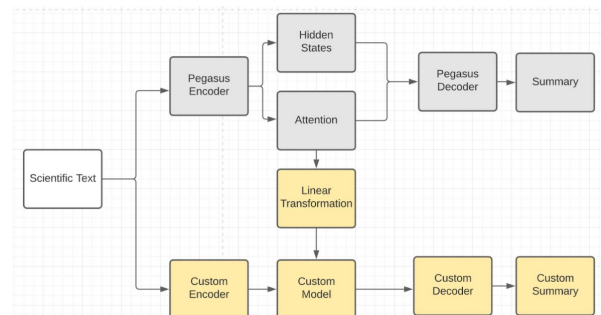 Hidden
States
Pegasus
Encoder
Pegasus
Decoder
Summary
Attention
Scientific Text
Linear
Transformation
Custom
Encoder
Custom
Model
Custom
Decoder
Custom
Summary